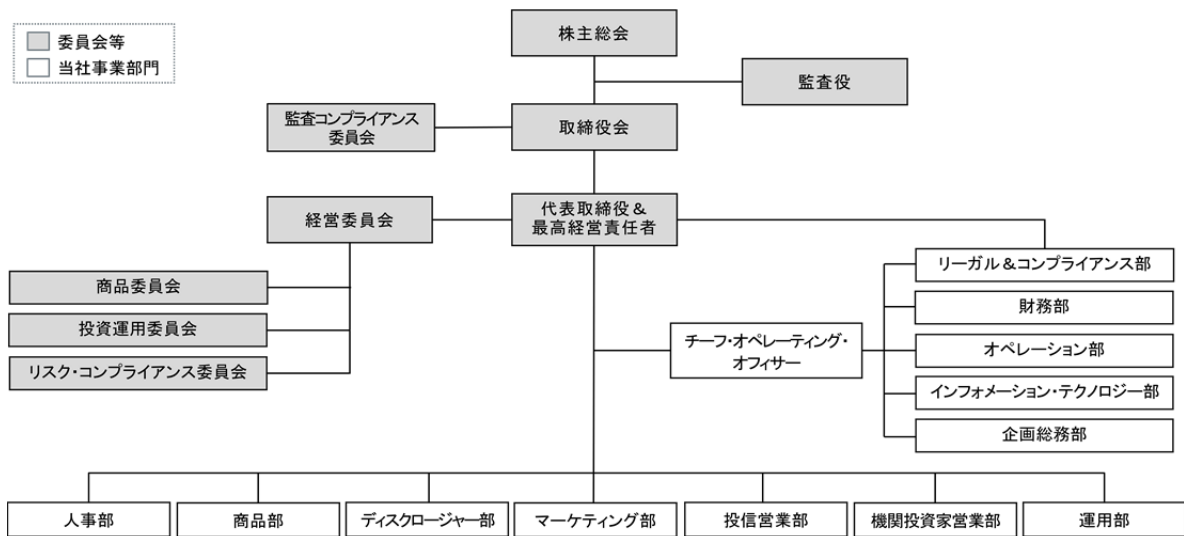 委員会等
当社事業部門
株主総会
監査役
監査コンプライアンス
委員会
取締役会
経営委員会
代表取締役&
最高経営責任者
商品委員会
投資運用委員会
リスク・コンプライアンス委員会
チーフ・オペレーティング・
オフィサー
リーガル&コンプライアンス部
財務部
オペレーション部
インフォメーション・テクノロジー部
企画総務部
人事部
商品部
ディスクロージャー部
マーケティング部
投信営業部
機関投資家営業部
運用部